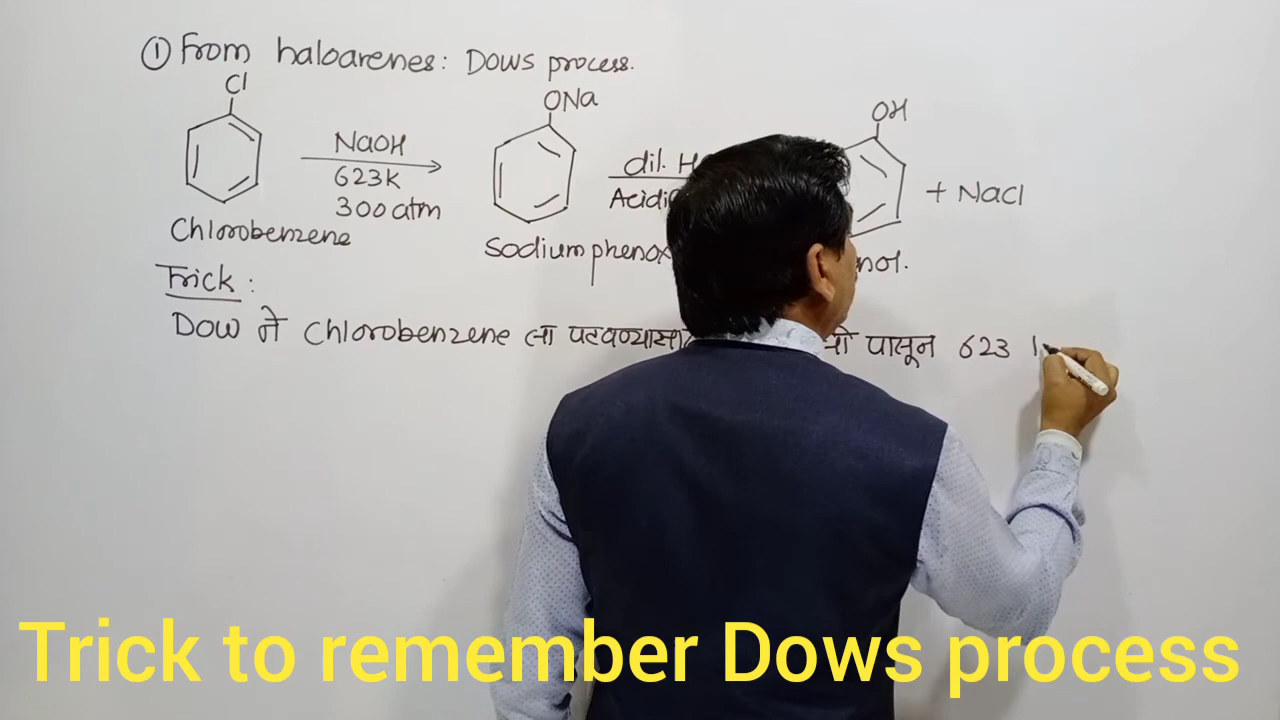 ① From haloarenes: Dows process.
Cl
ONa
OH
NaOH
623K
300 atm
dil. H
Acidi
+ NaCl
Chlorobenzene
Sodium phenox
nol.
Trick :
Dow ने Chlorobenzene ला पटवण्यासा पासून 623
Trick to remember Dows process